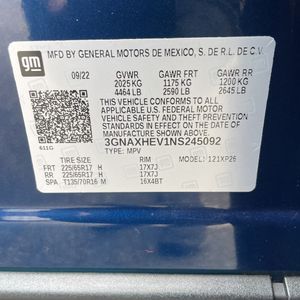 gm
MFD BY GENERAL MOTORS DE MEXICO, S. DE R.L. DE C.V.
09/22 GVWR GAWR FRT GAWR RR
2025 KG 1175 KG 1200 KG
4464 LB 2590 LB 2645 LB
THIS VEHICLE CONFORMS TO ALL APPLICABLE U.S. FEDERAL MOTOR
VEHICLE SAFETY, BUMPER, AND THEFT PREVENTION
STANDARDS IN EFFECT ON THE DATE OF
MANUFACTURE SHOWN ABOVE.
3GNAXHEV1NS245092
611G TYPE: MPV MODEL: 121XP26
TIRE SIZE RIM
FRT 225/65R17 H 17X7J
RR 225/65R17 H 17X7J
SPA T135/70R16 M 16X4BT